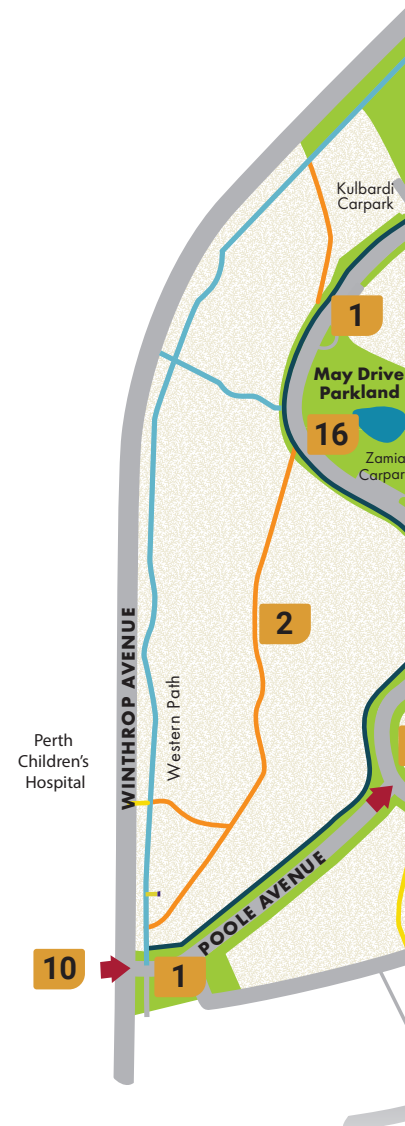 Kulbardi
Carpark
1
May Drive
Parkland
16
Zamia
Carpar
2
WINTHROP AVENUE
Western Path
Perth
Children's
Hospital
POOLE AVENUE
10
1